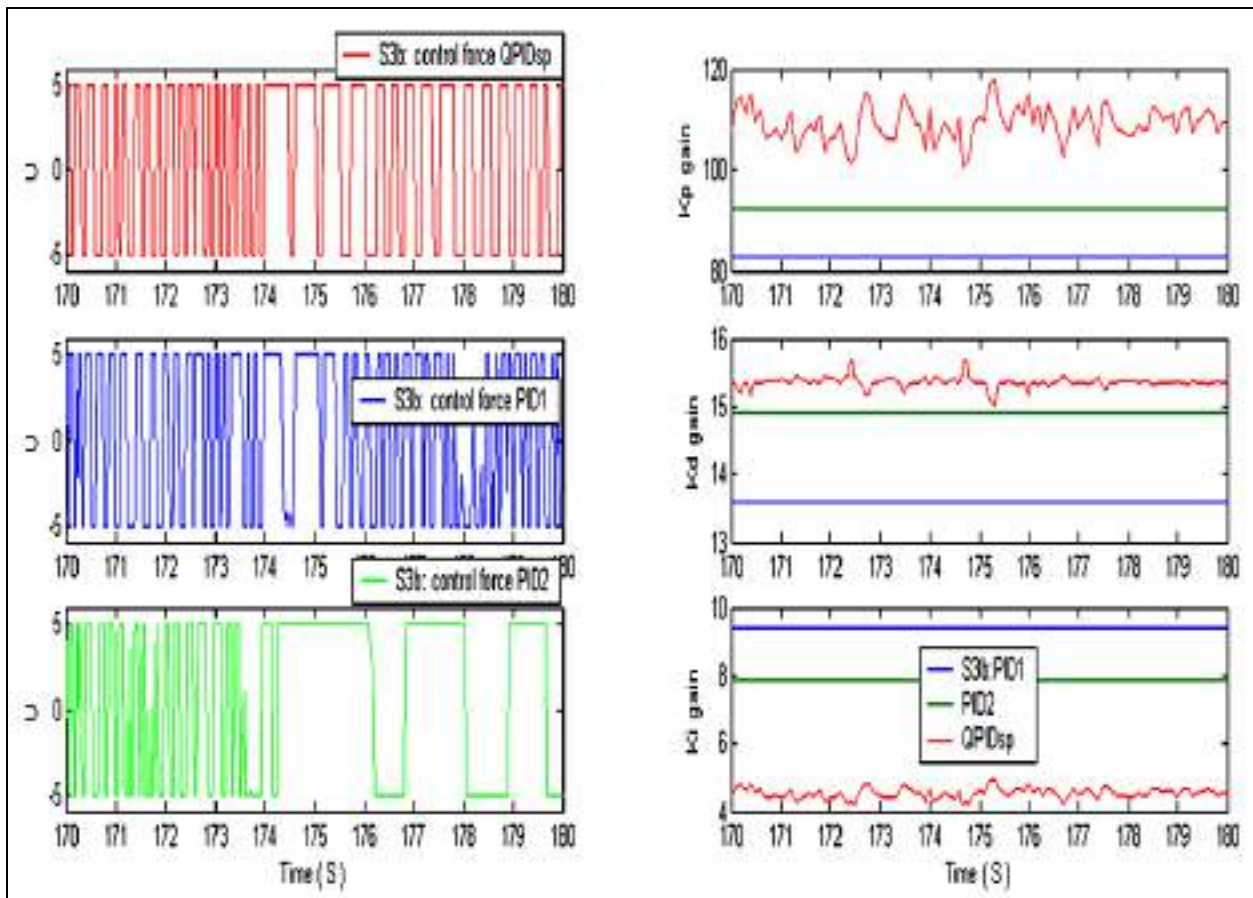 S3b: control force QPIDsp
5
0
-5
U
170 171 172 173 174 175 176 177 178 179 180
S3b: control force PID1
5
0
-5
U
170 171 172 173 174 175 176 177 178 179 180
S3b: control force PID2
5
0
-5
U
170 171 172 173 174 175 176 177 178 179 180
Time ( S )
120
100
80
Kp gain
170 171 172 173 174 175 176 177 178 179 180
16
15
14
13
Kd gain
170 171 172 173 174 175 176 177 178 179 180
10
8
6
4
Ki gain
S3b:PID1
PID2
QPIDsp
170 171 172 173 174 175 176 177 178 179 180
Time ( S )